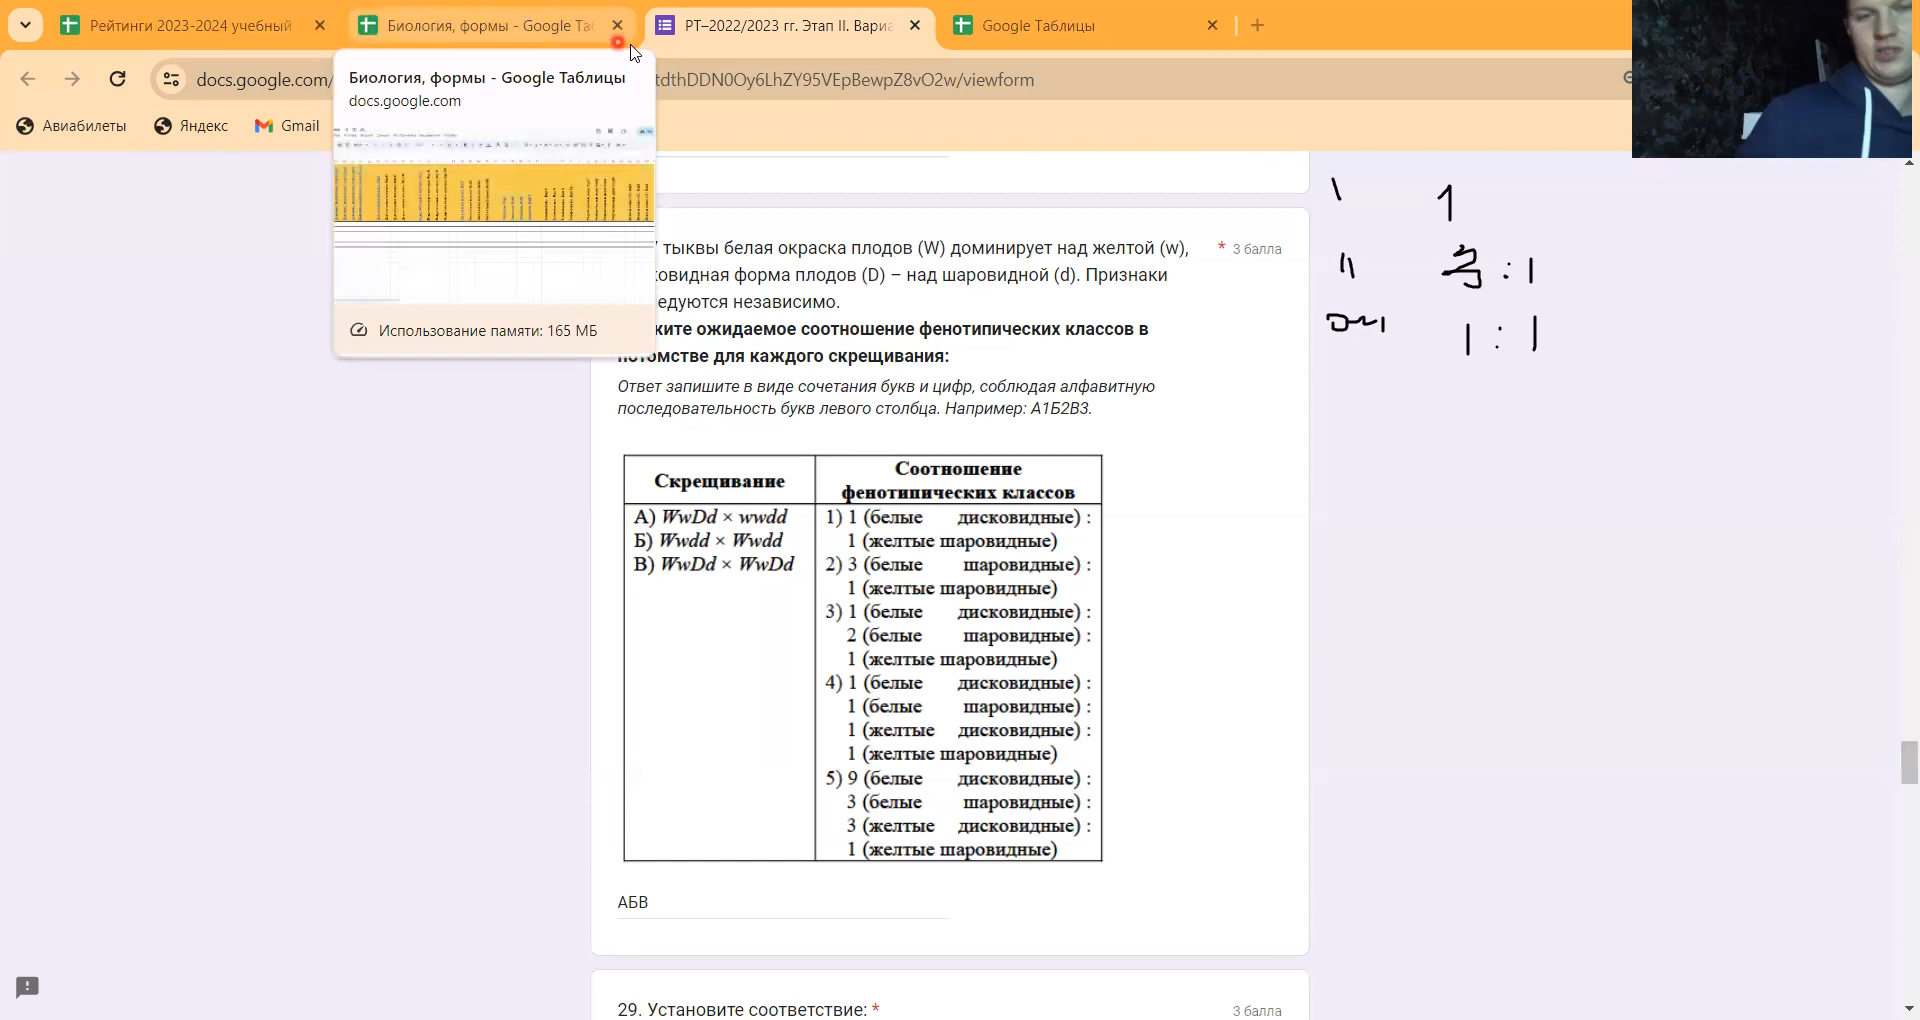 Рейтинги 2023-2024 учебный
Биология, формы - Google Таб
РТ–2022/2023 гг. Этап II. Вариа
Google Таблицы
docs.google.com/
tdthDDN0Oy6LhZY95VEpBewpZ8vO2w/viewform
Биология, формы - Google Таблицы
docs.google.com
Авиабилеты
Яндекс
Gmail
Использование памяти: 165 МБ
тыквы белая окраска плодов (W) доминирует над желтой (w),
* 3 балла
ковидная форма плодов (D) – над шаровидной (d). Признаки
едуются независимо.
жите ожидаемое соотношение фенотипических классов в
потомстве для каждого скрещивания:
Ответ запишите в виде сочетания букв и цифр, соблюдая алфавитную
последовательность букв левого столбца. Например: А1Б2В3.
Скрещивание
Соотношение
фенотипических классов
А) WwDd × wwdd
Б) Wwdd × Wwdd
В) WwDd × WwDd
1) 1 (белые дисковидные) :
1 (желтые шаровидные)
2) 3 (белые шаровидные) :
1 (желтые шаровидные)
3) 1 (белые дисковидные) :
2 (белые шаровидные) :
1 (желтые шаровидные)
4) 1 (белые дисковидные) :
1 (белые шаровидные) :
1 (желтые дисковидные) :
1 (желтые шаровидные)
5) 9 (белые дисковидные) :
3 (белые шаровидные) :
3 (желтые дисковидные) :
1 (желтые шаровидные)
АБВ
29. Установите соответствие: *
3 балла
\ 1
11 3 : 1
1 : 1